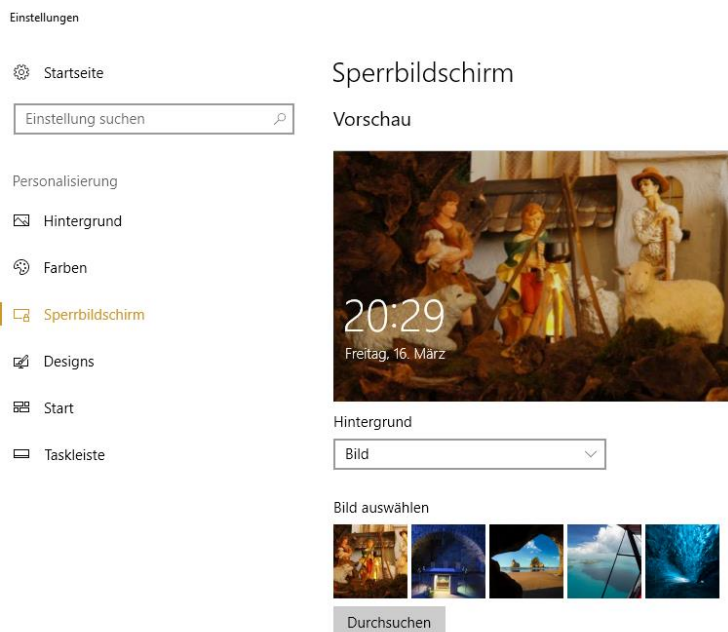 Einstellungen
Startseite
Einstellung suchen
Personalisierung
Hintergrund
Farben
Sperrbildschirm
Designs
Start
Taskleiste
Sperrbildschirm
Vorschau
20:29
Freitag, 16. März
Hintergrund
Bild
Bild auswählen
Durchsuchen